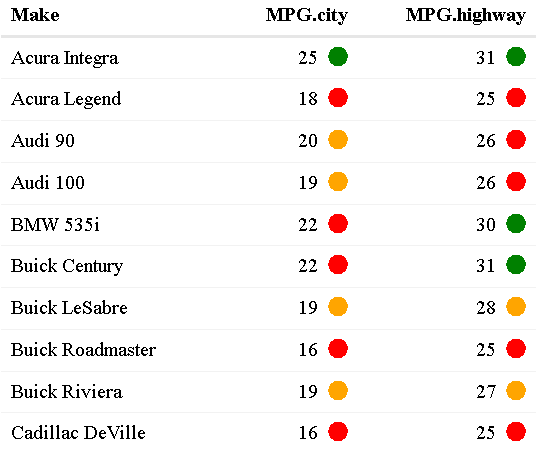 Make MPG.city MPG.highway
Acura Integra 25 31
Acura Legend 18 25
Audi 90 20 26
Audi 100 19 26
BMW 535i 22 30
Buick Century 22 31
Buick LeSabre 19 28
Buick Roadmaster 16 25
Buick Riviera 19 27
Cadillac DeVille 16 25